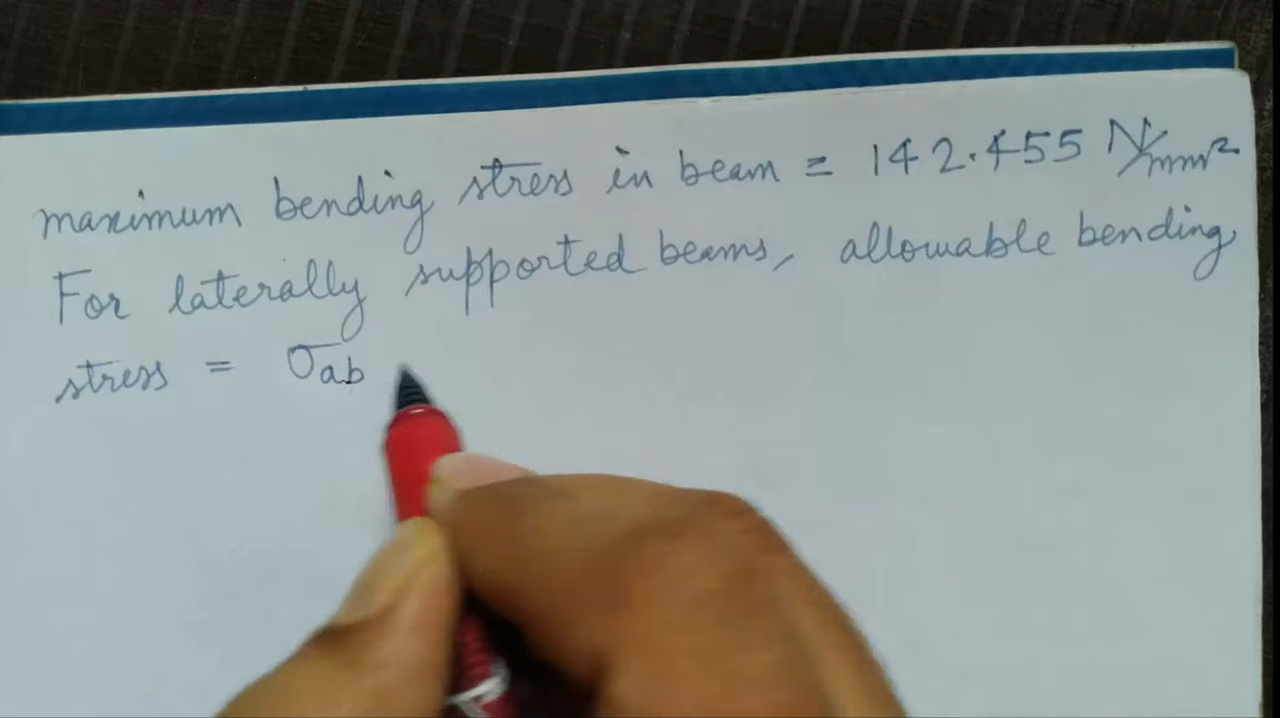 maximum bending stress in beam = 142.455 N/mm²
For laterally supported beams, allowable bending
stress = σab